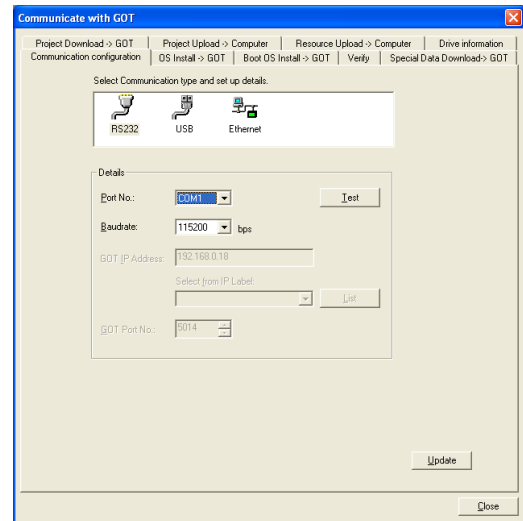 Communicate with GOT
Project Download -> GOT Project Upload -> Computer Resource Upload -> Computer Drive information
Communication configuration OS Install -> GOT Boot OS Install -> GOT Verify Special Data Download-> GOT
Select Communication type and set up details.
RS232 USB Ethernet
Details
Port No.: COM1 Test
Baudrate: 115200 bps
GOT IP Address: 192.168.0.18
Select from IP Label:
List
GOT Port No.: 5014
Update
Close